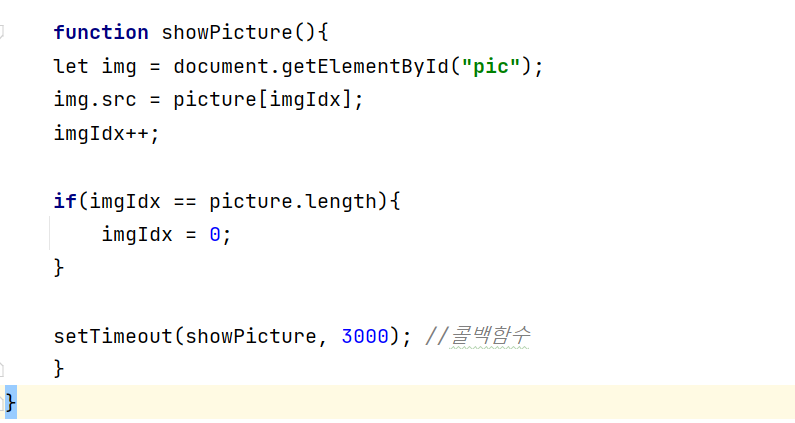 function showPicture(){
let img = document.getElementById("pic");
img.src = picture[imgIdx];
imgIdx++;
if(imgIdx == picture.length){
imgIdx = 0;
}
setTimeout(showPicture, 3000); //콜백함수
}
}